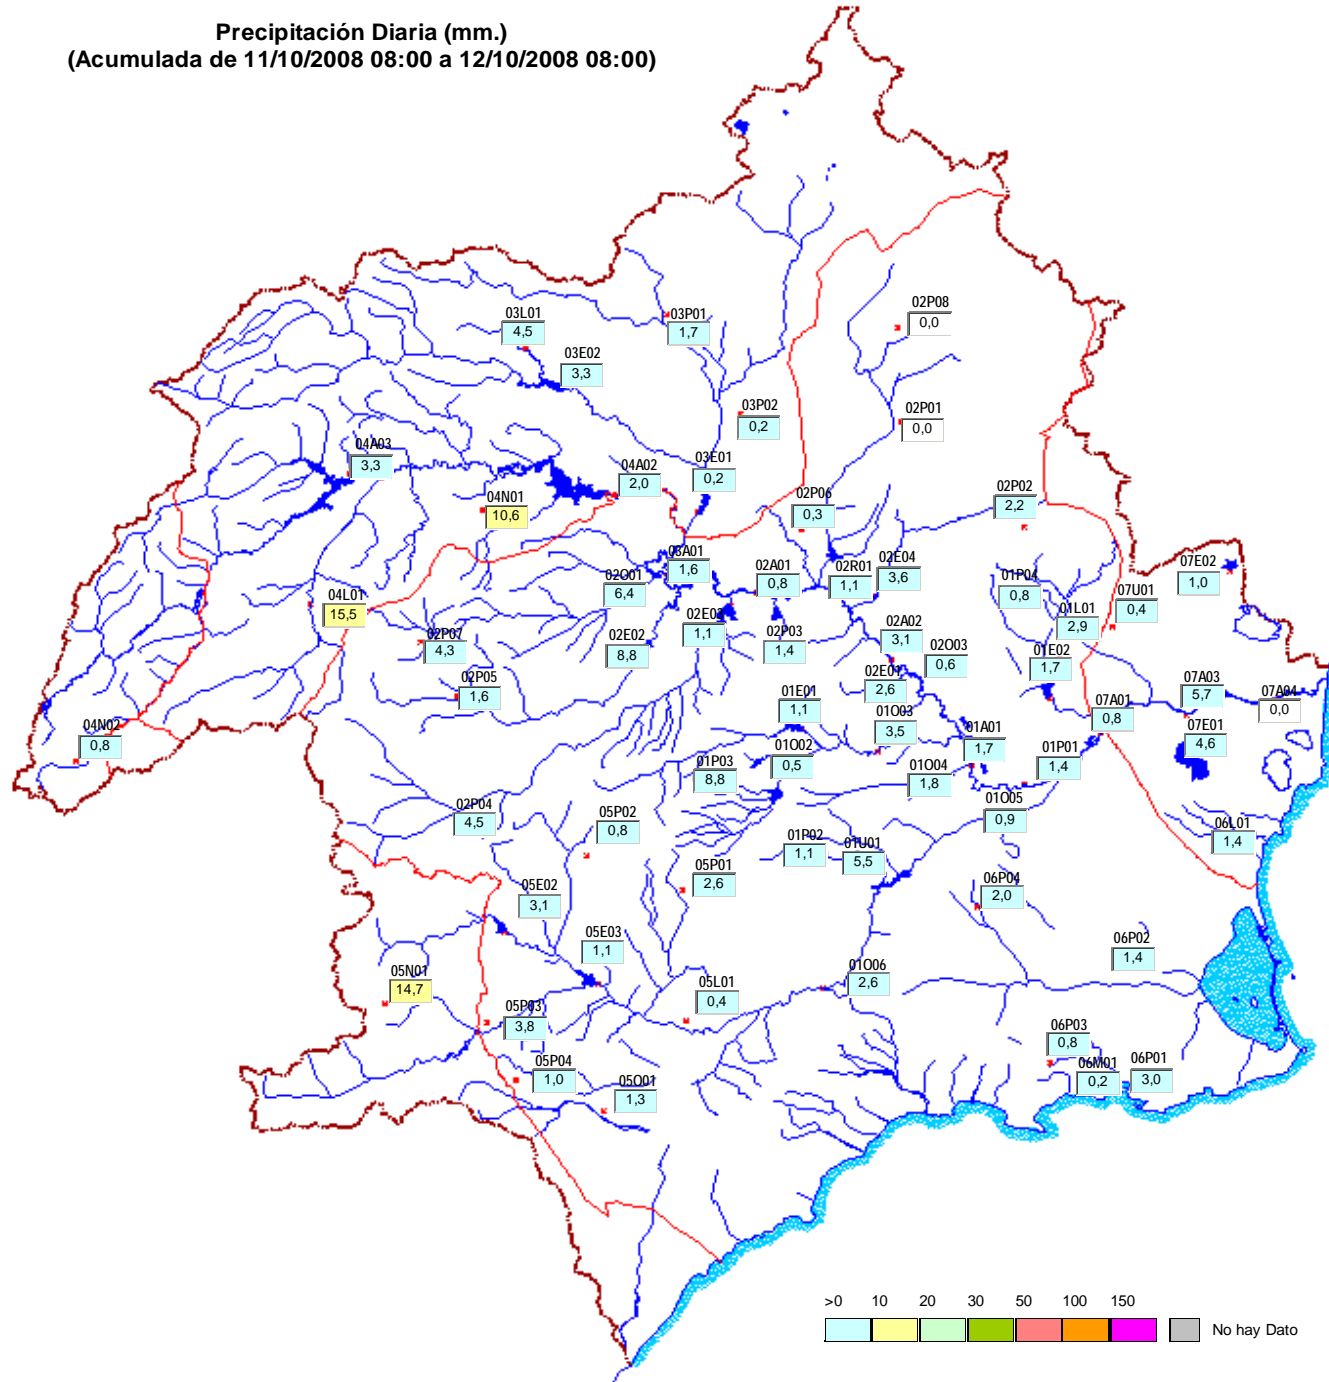 Precipitación Diaria (mm.)
(Acumulada de 11/10/2008 08:00 a 12/10/2008 08:00)
02P08
0,0
03L01
4,5
03P01
1,7
03E02
3,3
03P02
0,2
02P01
0,0
04A03
3,3
04A02
2,0
03E01
0,2
04N01
10,6
02P06
0,3
02P02
2,2
03A01
1,6
02O01
6,4
02A01
0,8
02R01
1,1
02E04
3,6
07E02
1,0
01P04
0,8
07U01
0,4
04L01
15,5
01L01
2,9
02E03
1,1
02P03
1,4
02A02
3,1
02P07
4,3
02E02
8,8
02O03
0,6
01E02
1,7
02P05
1,6
02E01
2,6
07A03
5,7
07A04
0,0
01E01
1,1
01O03
3,5
07A01
0,8
04N02
0,8
01A01
1,7
07E01
4,6
01P03
8,8
01O02
0,5
01O04
1,8
01P01
1,4
02P04
4,5
05P02
0,8
01O05
0,9
06L01
1,4
01P02
1,1
01U01
5,5
05P01
2,6
05E02
3,1
06P04
2,0
05E03
1,1
06P02
1,4
05N01
14,7
05L01
0,4
01O06
2,6
05P03
3,8
06P03
0,8
05P04
1,0
06M01
0,2
06P01
3,0
05O01
1,3
>0 10 20 30 50 100 150
No hay Dato